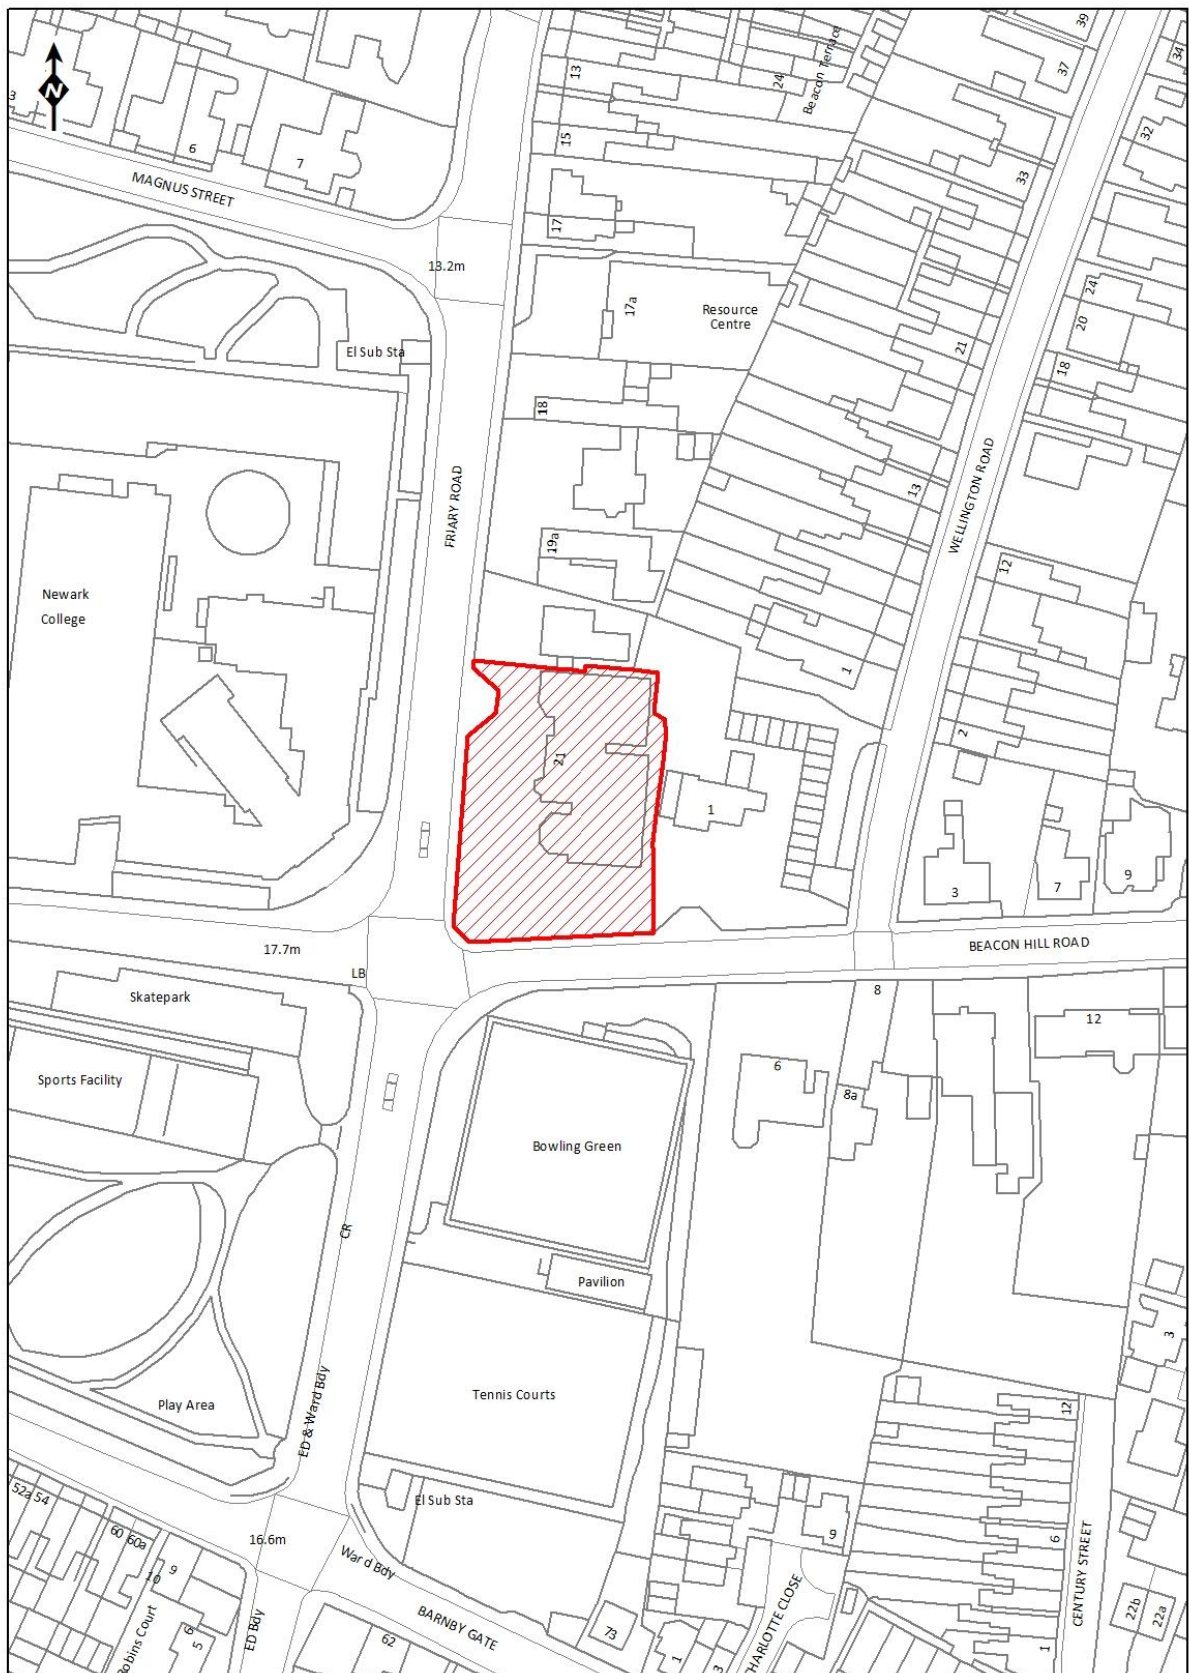 39
34
37
13
24
Beacon Terrace
3
N
15
32
6
7
33
MAGNUS STREET
17
13.2m
24
17a
Resource
Centre
20
21
El Sub Sta
18
18
FRIARY ROAD
13
WELLINGTON ROAD
19a
12
Newark
College
1
2
21
1
3
7
9
17.7m
BEACON HILL ROAD
LB
Skatepark
8
12
6
Sports Facility
8a
Bowling Green
CR
Pavilion
3
Tennis Courts
Play Area
ED & Ward Bdy
12
52a 54
El Sub Sta
60 60a
16.6m
9
6
9
10
Ward Bdy
CENTURY STREET
CHARLOTTE CLOSE
22b
22a
Robins Court
6
5
ED Bdy
BARNBY GATE
62
73
1
3
1